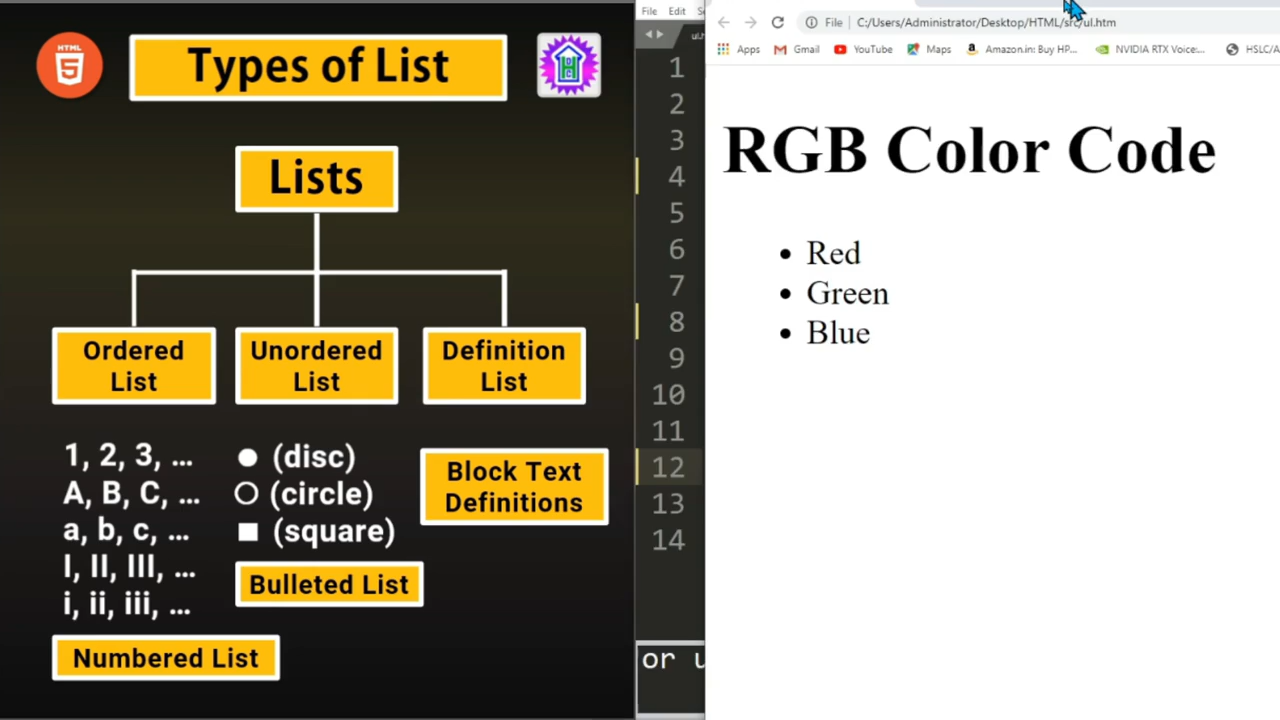 HTML
5
Types of List
H
Lists
Ordered
List
Unordered
List
Definition
List
1, 2, 3, ...
A, B, C, ...
a, b, c, ...
I, II, III, ...
i, ii, iii, ...
Numbered List
(disc)
(circle)
(square)
Bulleted List
Block Text
Definitions
File Edit
ul.
1
2
3
4
5
6
7
8
9
10
11
12
13
14
or u
File C:/Users/Administrator/Desktop/HTML/src/ul.htm
Apps Gmail YouTube Maps Amazon.in: Buy HP... NVIDIA RTX Voice:... HSLC/A
RGB Color Code
• Red
• Green
• Blue